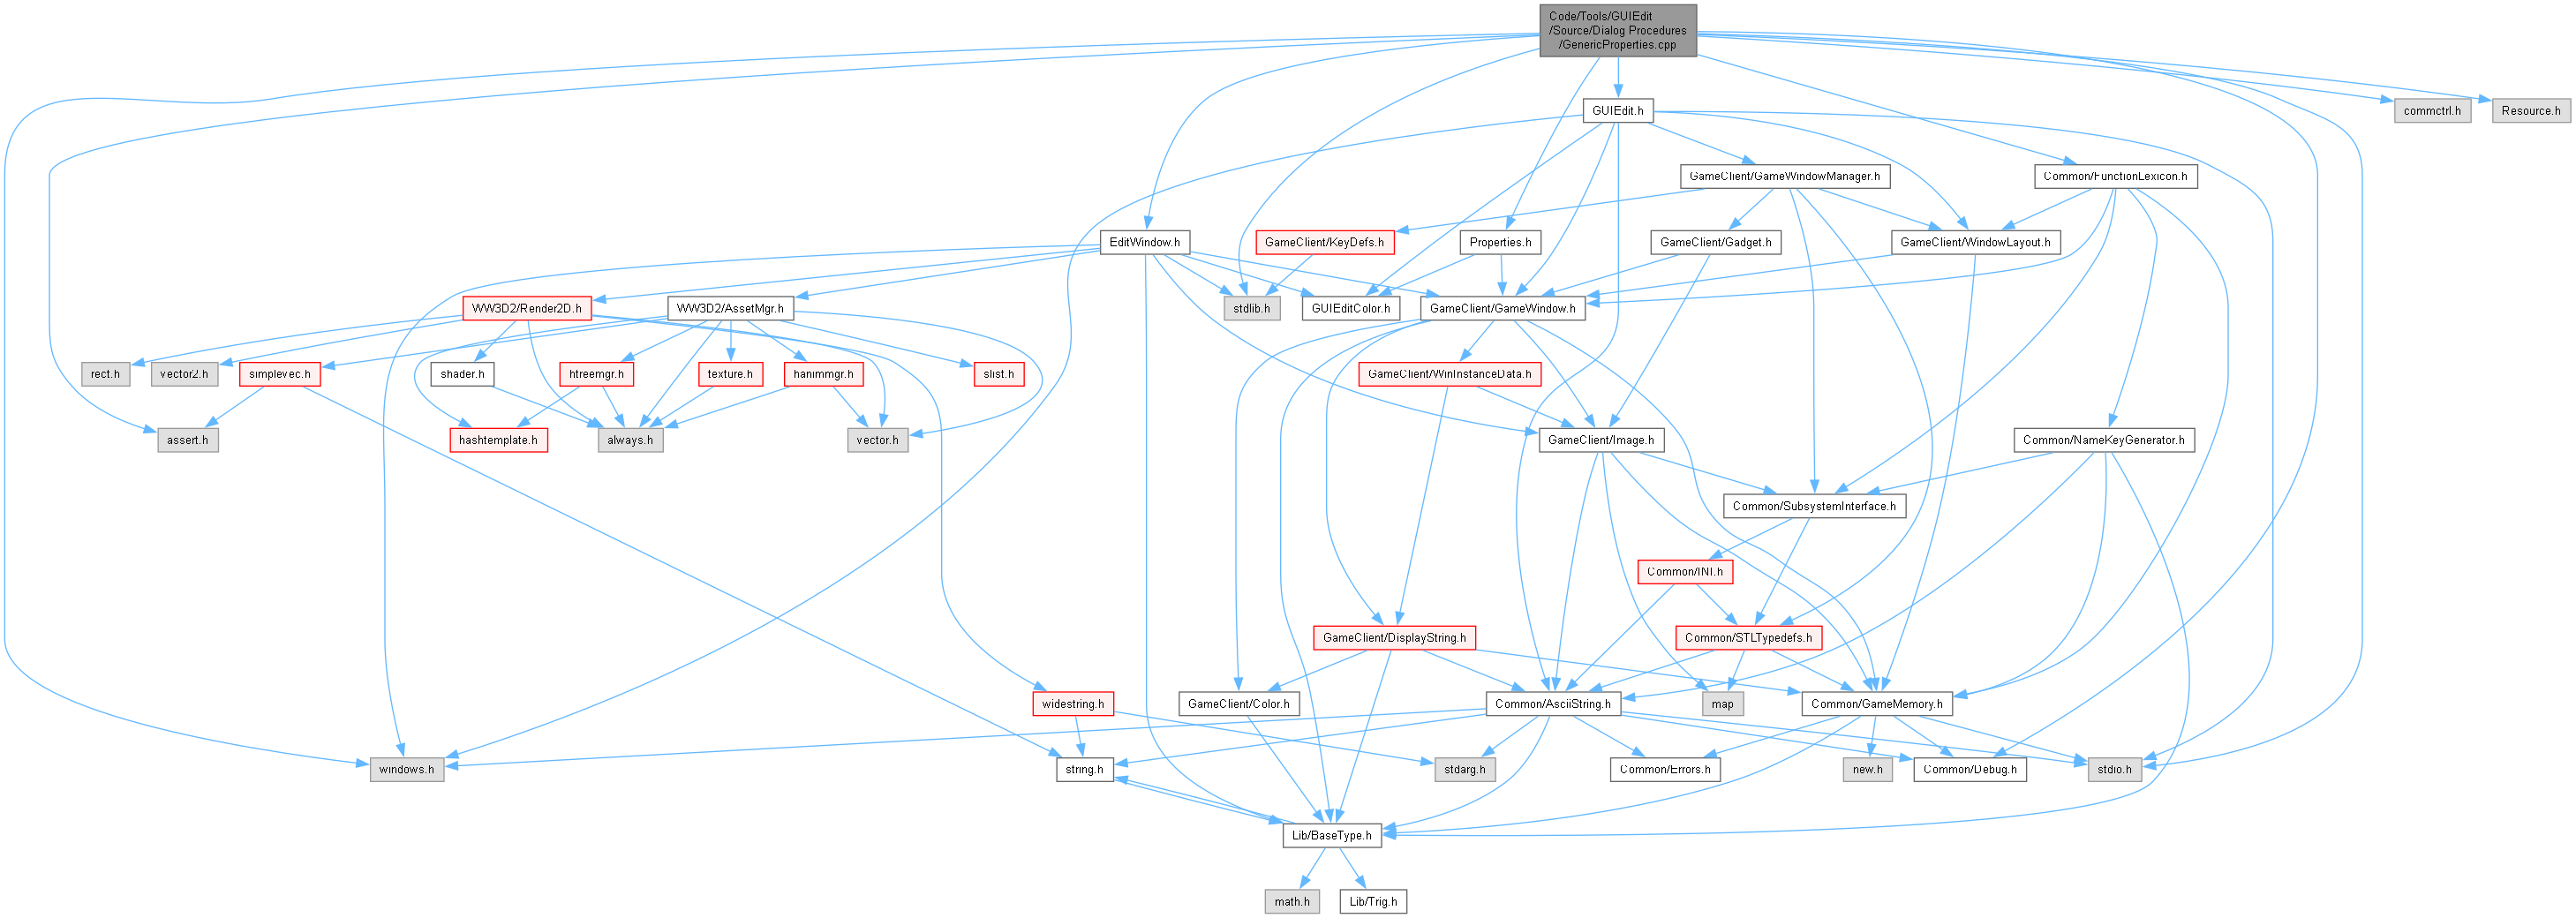 Code/Tools/GUIEdit
/Source/Dialog Procedures
/GenericProperties.cpp
GUIEdit.h
commctrl.h
Resource.h
GameClient/GameWindowManager.h
Common/FunctionLexicon.h
EditWindow.h
GameClient/KeyDefs.h
Properties.h
GameClient/Gadget.h
GameClient/WindowLayout.h
WW3D2/Render2D.h
WW3D2/AssetMgr.h
stdlib.h
GUIEditColor.h
GameClient/GameWindow.h
rect.h
vector2.h
simplevec.h
shader.h
htreemgr.h
texture.h
hanimmgr.h
slist.h
GameClient/WinInstanceData.h
assert.h
hashtemplate.h
always.h
vector.h
GameClient/Image.h
Common/NameKeyGenerator.h
Common/SubsystemInterface.h
Common/INI.h
GameClient/DisplayString.h
Common/STLTypedefs.h
widestring.h
GameClient/Color.h
Common/AsciiString.h
map
Common/GameMemory.h
windows.h
string.h
stdarg.h
Common/Errors.h
new.h
Common/Debug.h
stdio.h
Lib/BaseType.h
math.h
Lib/Trig.h